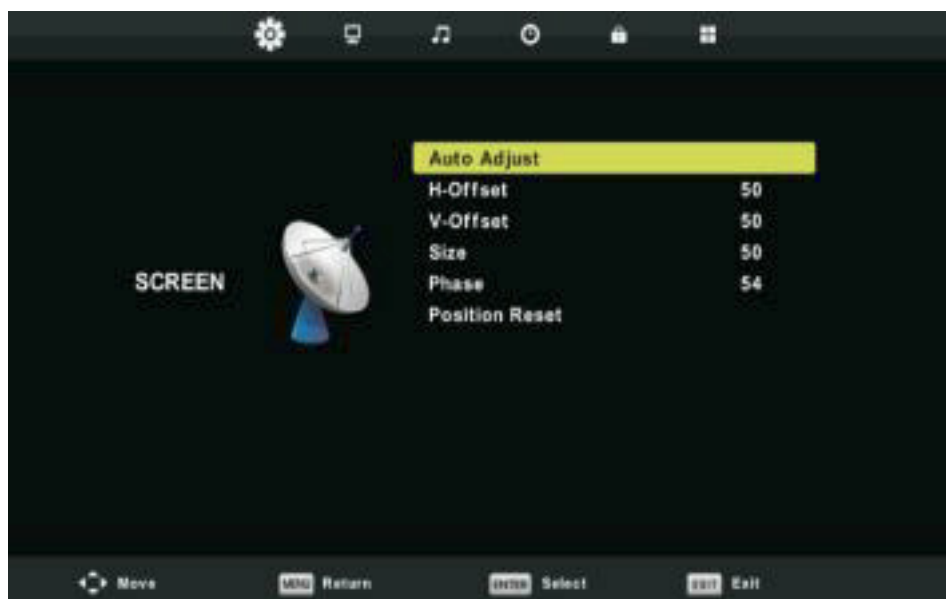 Auto Adjust
H-Offset 50
V-Offset 50
Size 50
SCREEN
Phase 54
Position Reset
Move MENU Return ENTER Select EXIT Exit